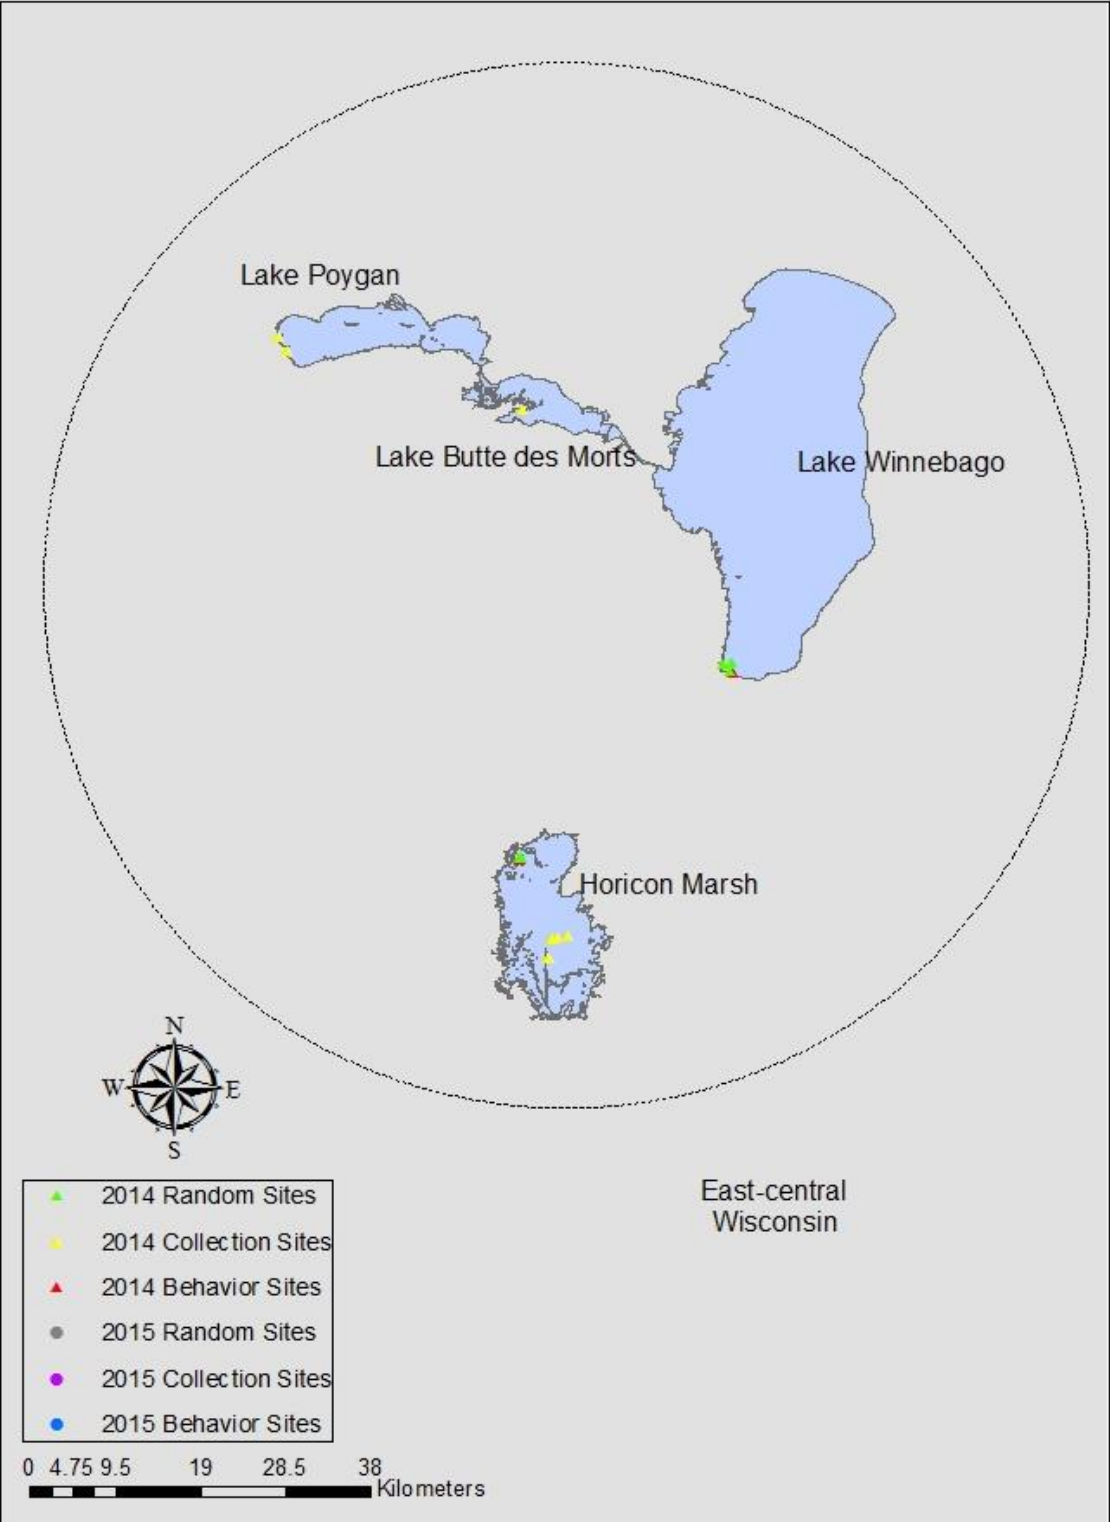 Lake Poygan
Lake Butte des Morts
Lake Winnebago
Horicon Marsh
N
W E
S
East-central
Wisconsin
2014 Random Sites
2014 Collection Sites
2014 Behavior Sites
2015 Random Sites
2015 Collection Sites
2015 Behavior Sites
0 4.75 9.5 19 28.5 38
Kilometers